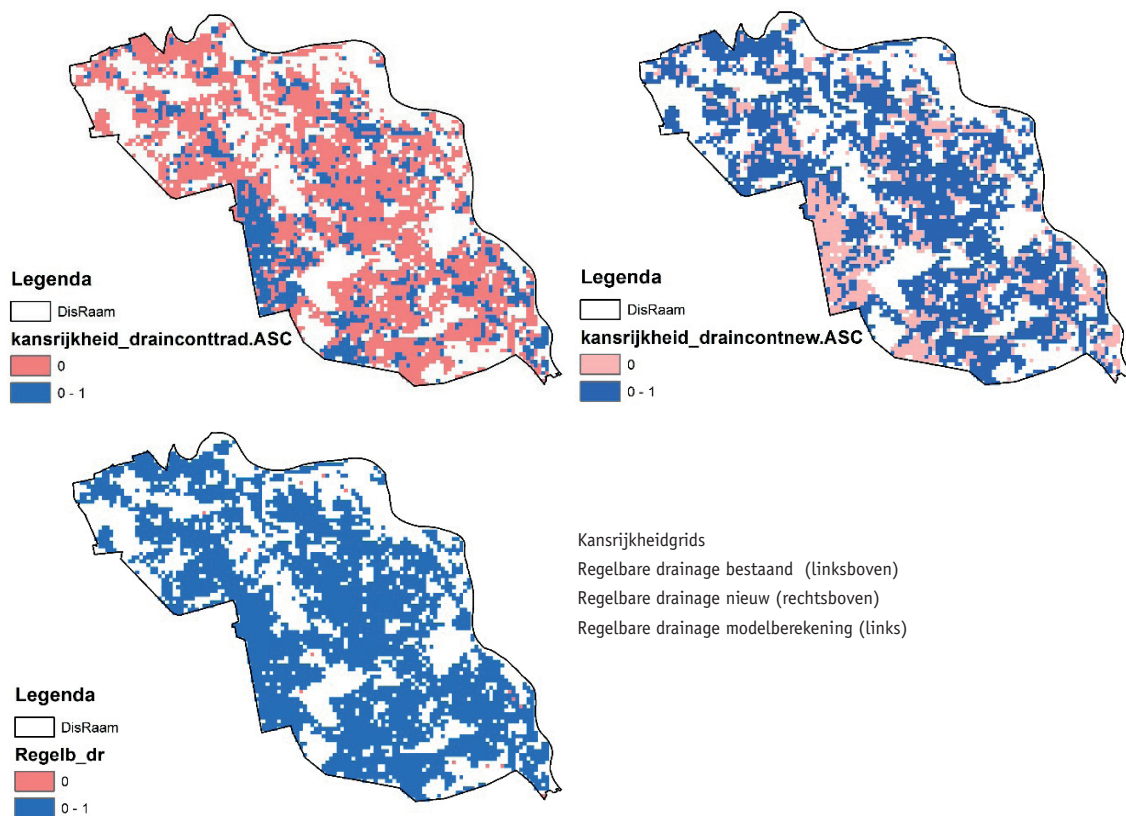 Legenda
DisRaam
kansrijkheid_drainconttrad.ASC
0
0 - 1
Legenda
DisRaam
kansrijkheid_draincontnew.ASC
0
0 - 1
Legenda
DisRaam
Regelb_dr
0
0 - 1
Kansrijkheidgrids
Regelbare drainage bestaand (linksboven)
Regelbare drainage nieuw (rechtsboven)
Regelbare drainage modelberekening (links)